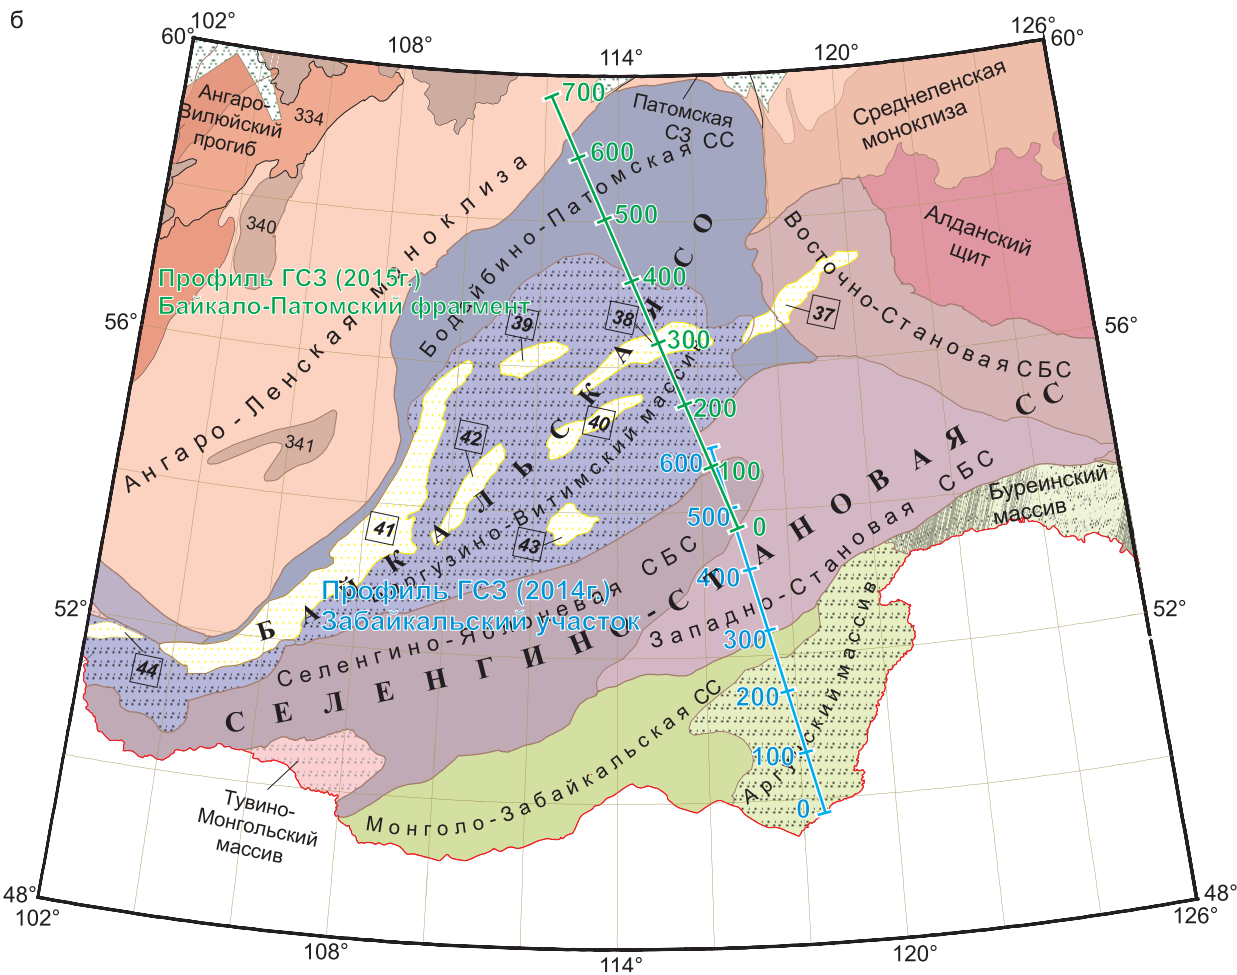 б
102°
108°
114°
120°
126°
60°
60°
Ангаро-
Вилюйский
прогиб
334
340
341
700
600
500
400
300
200
100
0
Патомская
СЗ СС
Бодайбино-Патомская
Среднеленская
моноклиза
Алданский
щит
Восточно-Становая СБС
Ангаро-Ленская моноклиза
Профиль ГСЗ (2015г.)
Байкало-Патомский фрагмент
56°
56°
39
38
37
40
42
41
43
44
БАЙКАЛЬСКАЯ СО
Баргузино-Витимский массив
Профиль ГСЗ (2014г.)
Забайкальский участок
600
500
400
300
200
100
0
52°
52°
Селенгино-Яблоневая СБС
СЕЛЕНГИНО-СТАНОВАЯ СС
Западно-Становая СБС
Буреинский
массив
Монголо-Забайкальская СС
Аргунский массив
Тувино-
Монгольский
массив
48°
48°
102°
108°
114°
120°
126°